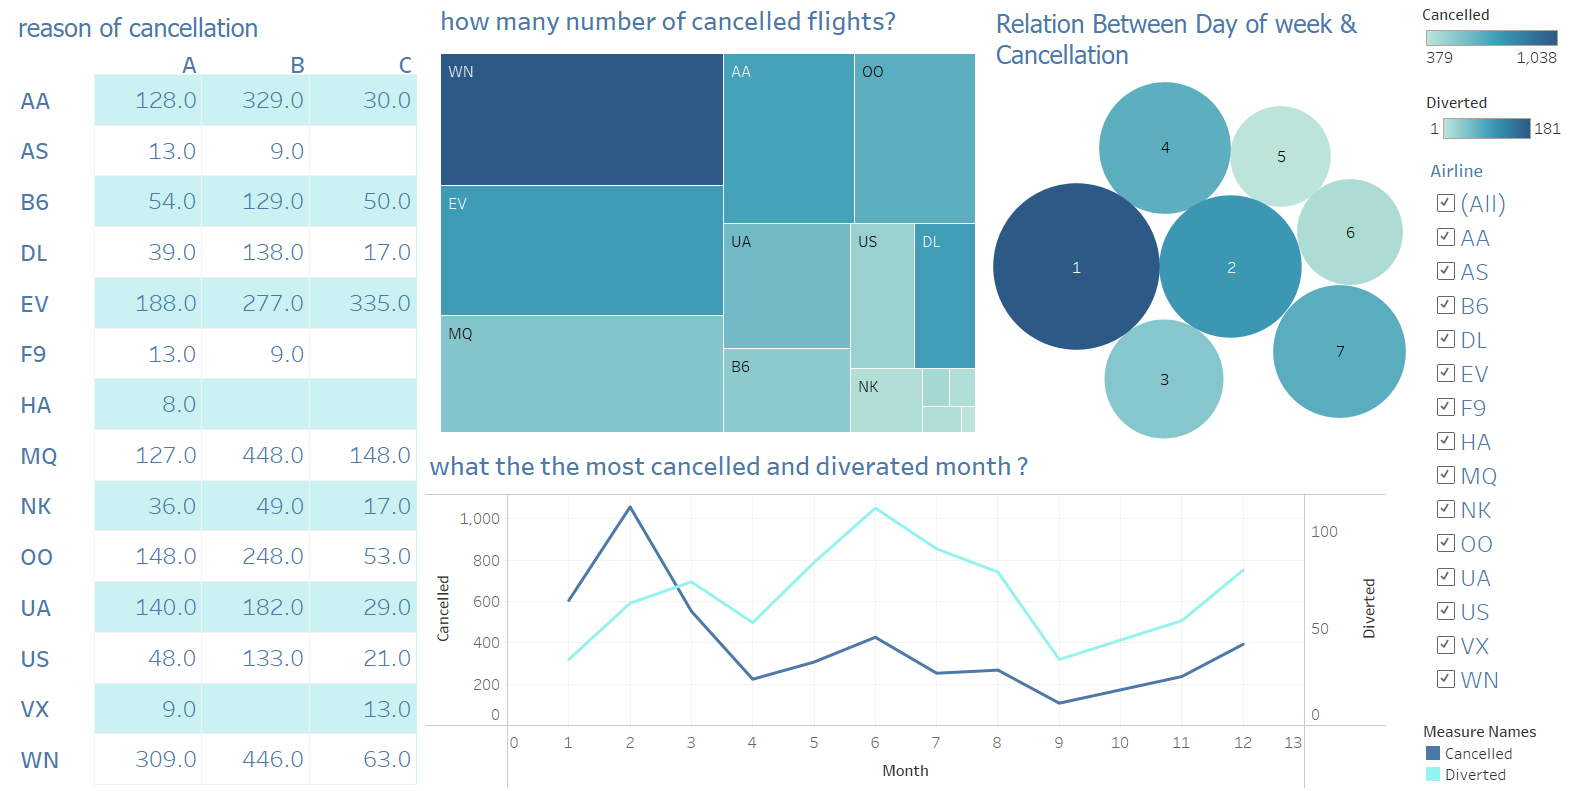 reason of cancellation
A B C
AA 128.0 329.0 30.0
AS 13.0 9.0
B6 54.0 129.0 50.0
DL 39.0 138.0 17.0
EV 188.0 277.0 335.0
F9 13.0 9.0
HA 8.0
MQ 127.0 448.0 148.0
NK 36.0 49.0 17.0
OO 148.0 248.0 53.0
UA 140.0 182.0 29.0
US 48.0 133.0 21.0
VX 9.0 13.0
WN 309.0 446.0 63.0
how many number of cancelled flights?
WN
AA
OO
EV
UA
US
DL
MQ
B6
NK
Relation Between Day of week &
Cancellation
4
5
6
1
2
7
3
what the the most cancelled and diverated month ?
Cancelled
1,000
800
600
400
200
0
Diverted
100
50
0
0 1 2 3 4 5 6 7 8 9 10 11 12 13
Month
Cancelled
379 1,038
Diverted
1 181
Airline
(All)
AA
AS
B6
DL
EV
F9
HA
MQ
NK
OO
UA
US
VX
WN
Measure Names
Cancelled
Diverted